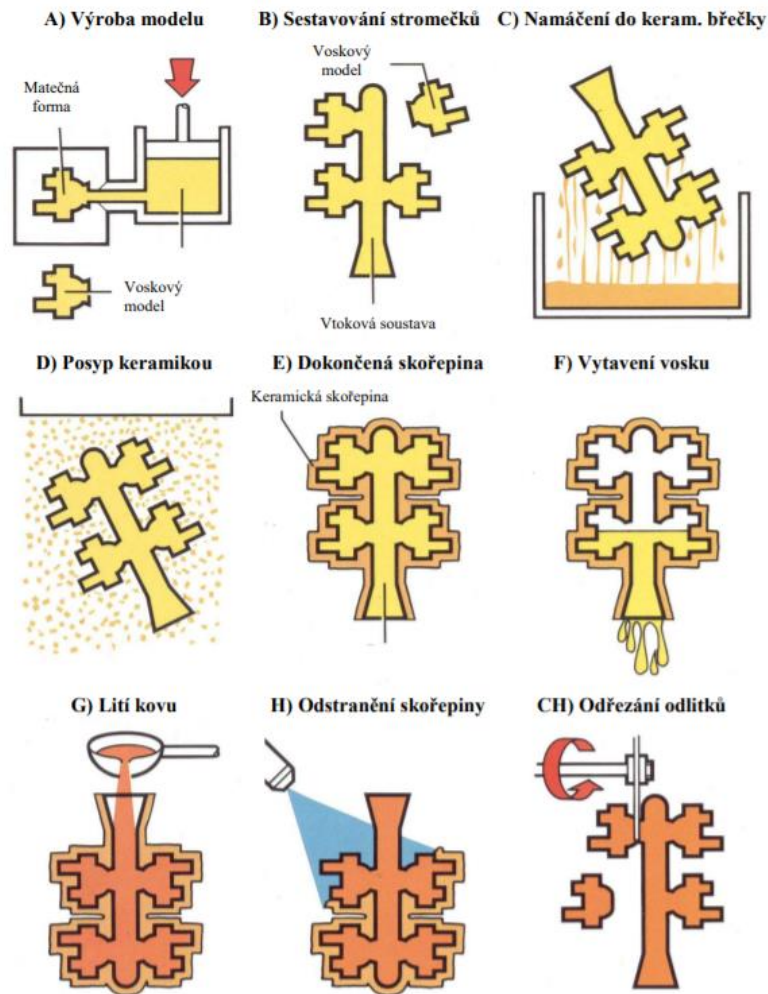 A) Výroba modelu
B) Sestavování stromečků
C) Namáčení do keram. břečky
Matečná
forma
Voskový
model
Voskový
model
Vtoková soustava
D) Posyp keramikou
E) Dokončená skořepina
F) Vytavení vosku
Keramická skořepina
G) Lití kovu
H) Odstranění skořepiny
CH) Odřezání odlitků